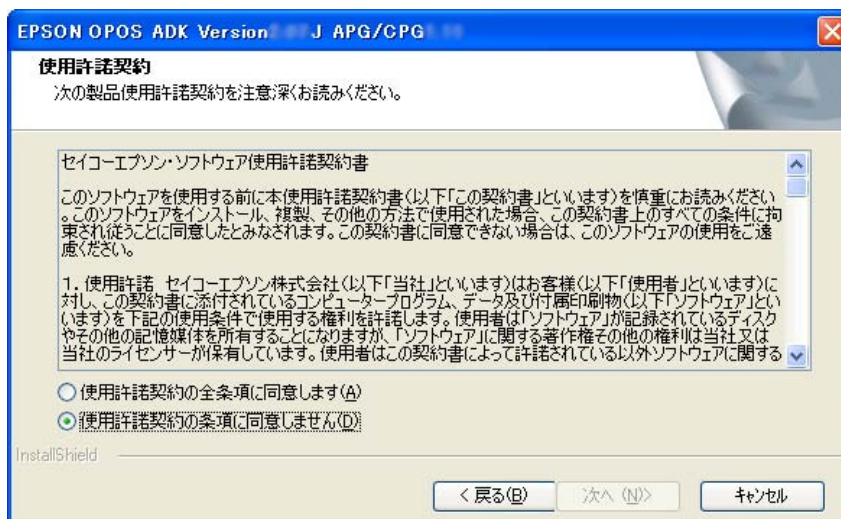 EPSON OPOS ADK Version J APG/CPG
使用許諾契約
次の製品使用許諾契約を注意深くお読みください。
セイコーエプソン・ソフトウェア使用許諾契約書
このソフトウェアを使用する前に本使用許諾契約書(以下「この契約書」といいます)を慎重にお読みください
。このソフトウェアをインストール、複製、その他の方法で使用された場合、この契約書上のすべての条件に拘
束され従うことに同意したとみなされます。この契約書に同意できない場合は、このソフトウェアの使用をご遠
慮ください。
1. 使用許諾 セイコーエプソン株式会社(以下「当社」といいます)はお客様(以下「使用者」といいます)に
対し、この契約書に添付されているコンピュータープログラム、データ及び付属印刷物(以下「ソフトウェア」とい
います)を下記の使用条件で使用する権利を許諾します。使用者は「ソフトウェア」が記録されているディスク
やその他の記憶媒体を所有することになりますが、「ソフトウェア」に関する著作権その他の権利は当社又は
当社のライセンサーが保有しています。使用者はこの契約書によって許諾されている以外ソフトウェアに関する
使用許諾契約の全条項に同意します(A)
使用許諾契約の条項に同意しません(D)
InstallShield
< 戻る(B)
次へ (N)>
キャンセル